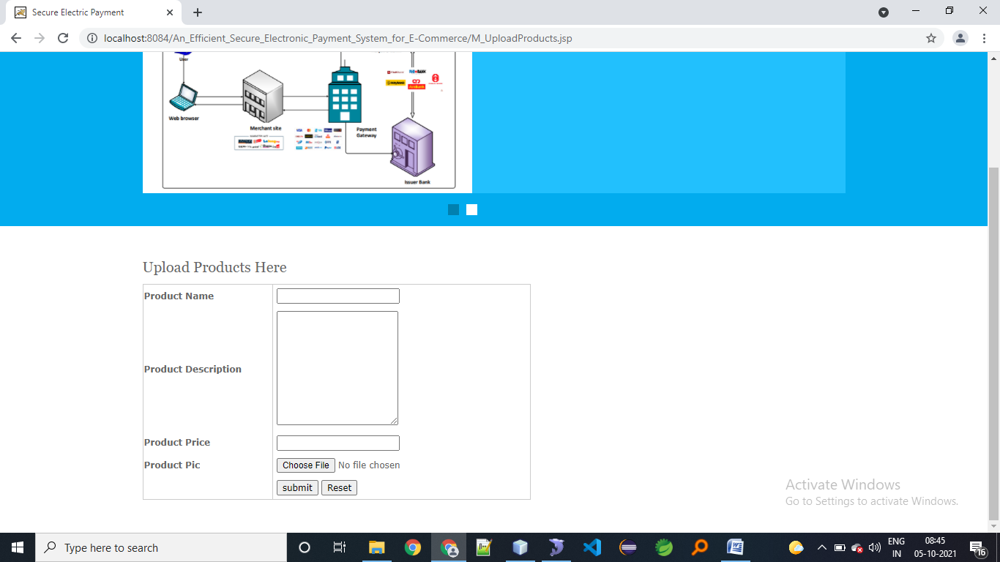 Secure Electric Payment
localhost:8084/An_Efficient_Secure_Electronic_Payment_System_for_E-Commerce/M_UploadProducts.jsp
User
Web browser
Merchant site
Payment
Gateway
Issuer Bank
Upload Products Here
Product Name
Product Description
Product Price
Product Pic
Choose File No file chosen
submit Reset
Activate Windows
Go to Settings to activate Windows.
Type here to search
ENG
IN
08:45
05-10-2021
16